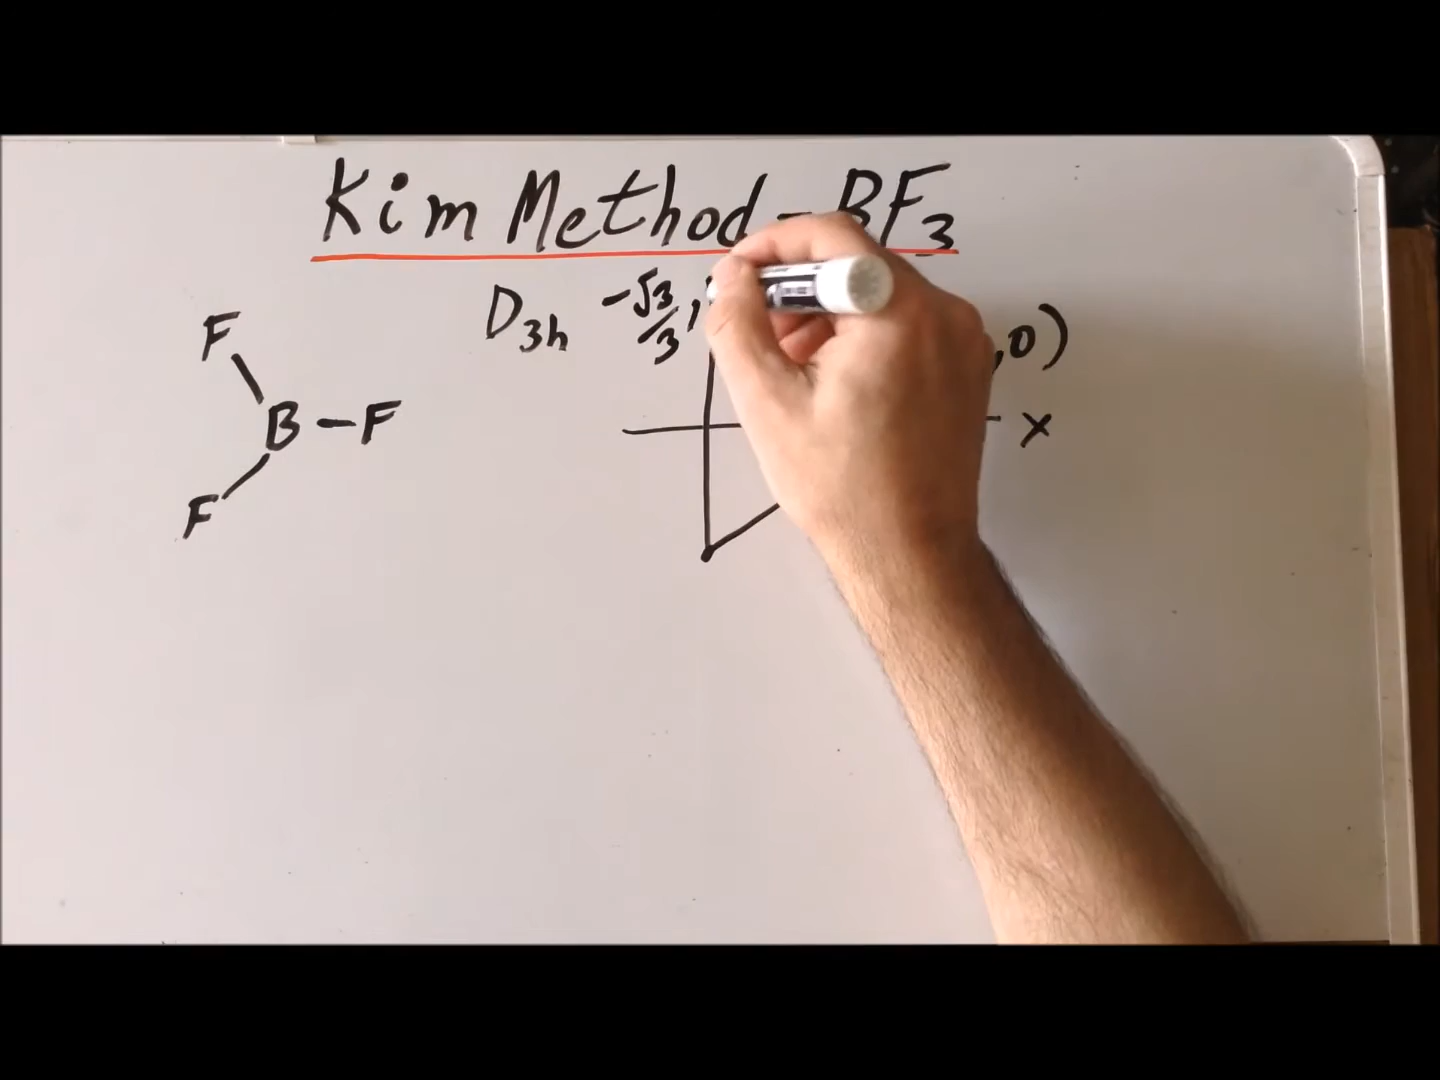 Kim Method - BF3
D3h -√3/3, ,0)
F
B - F
F
x